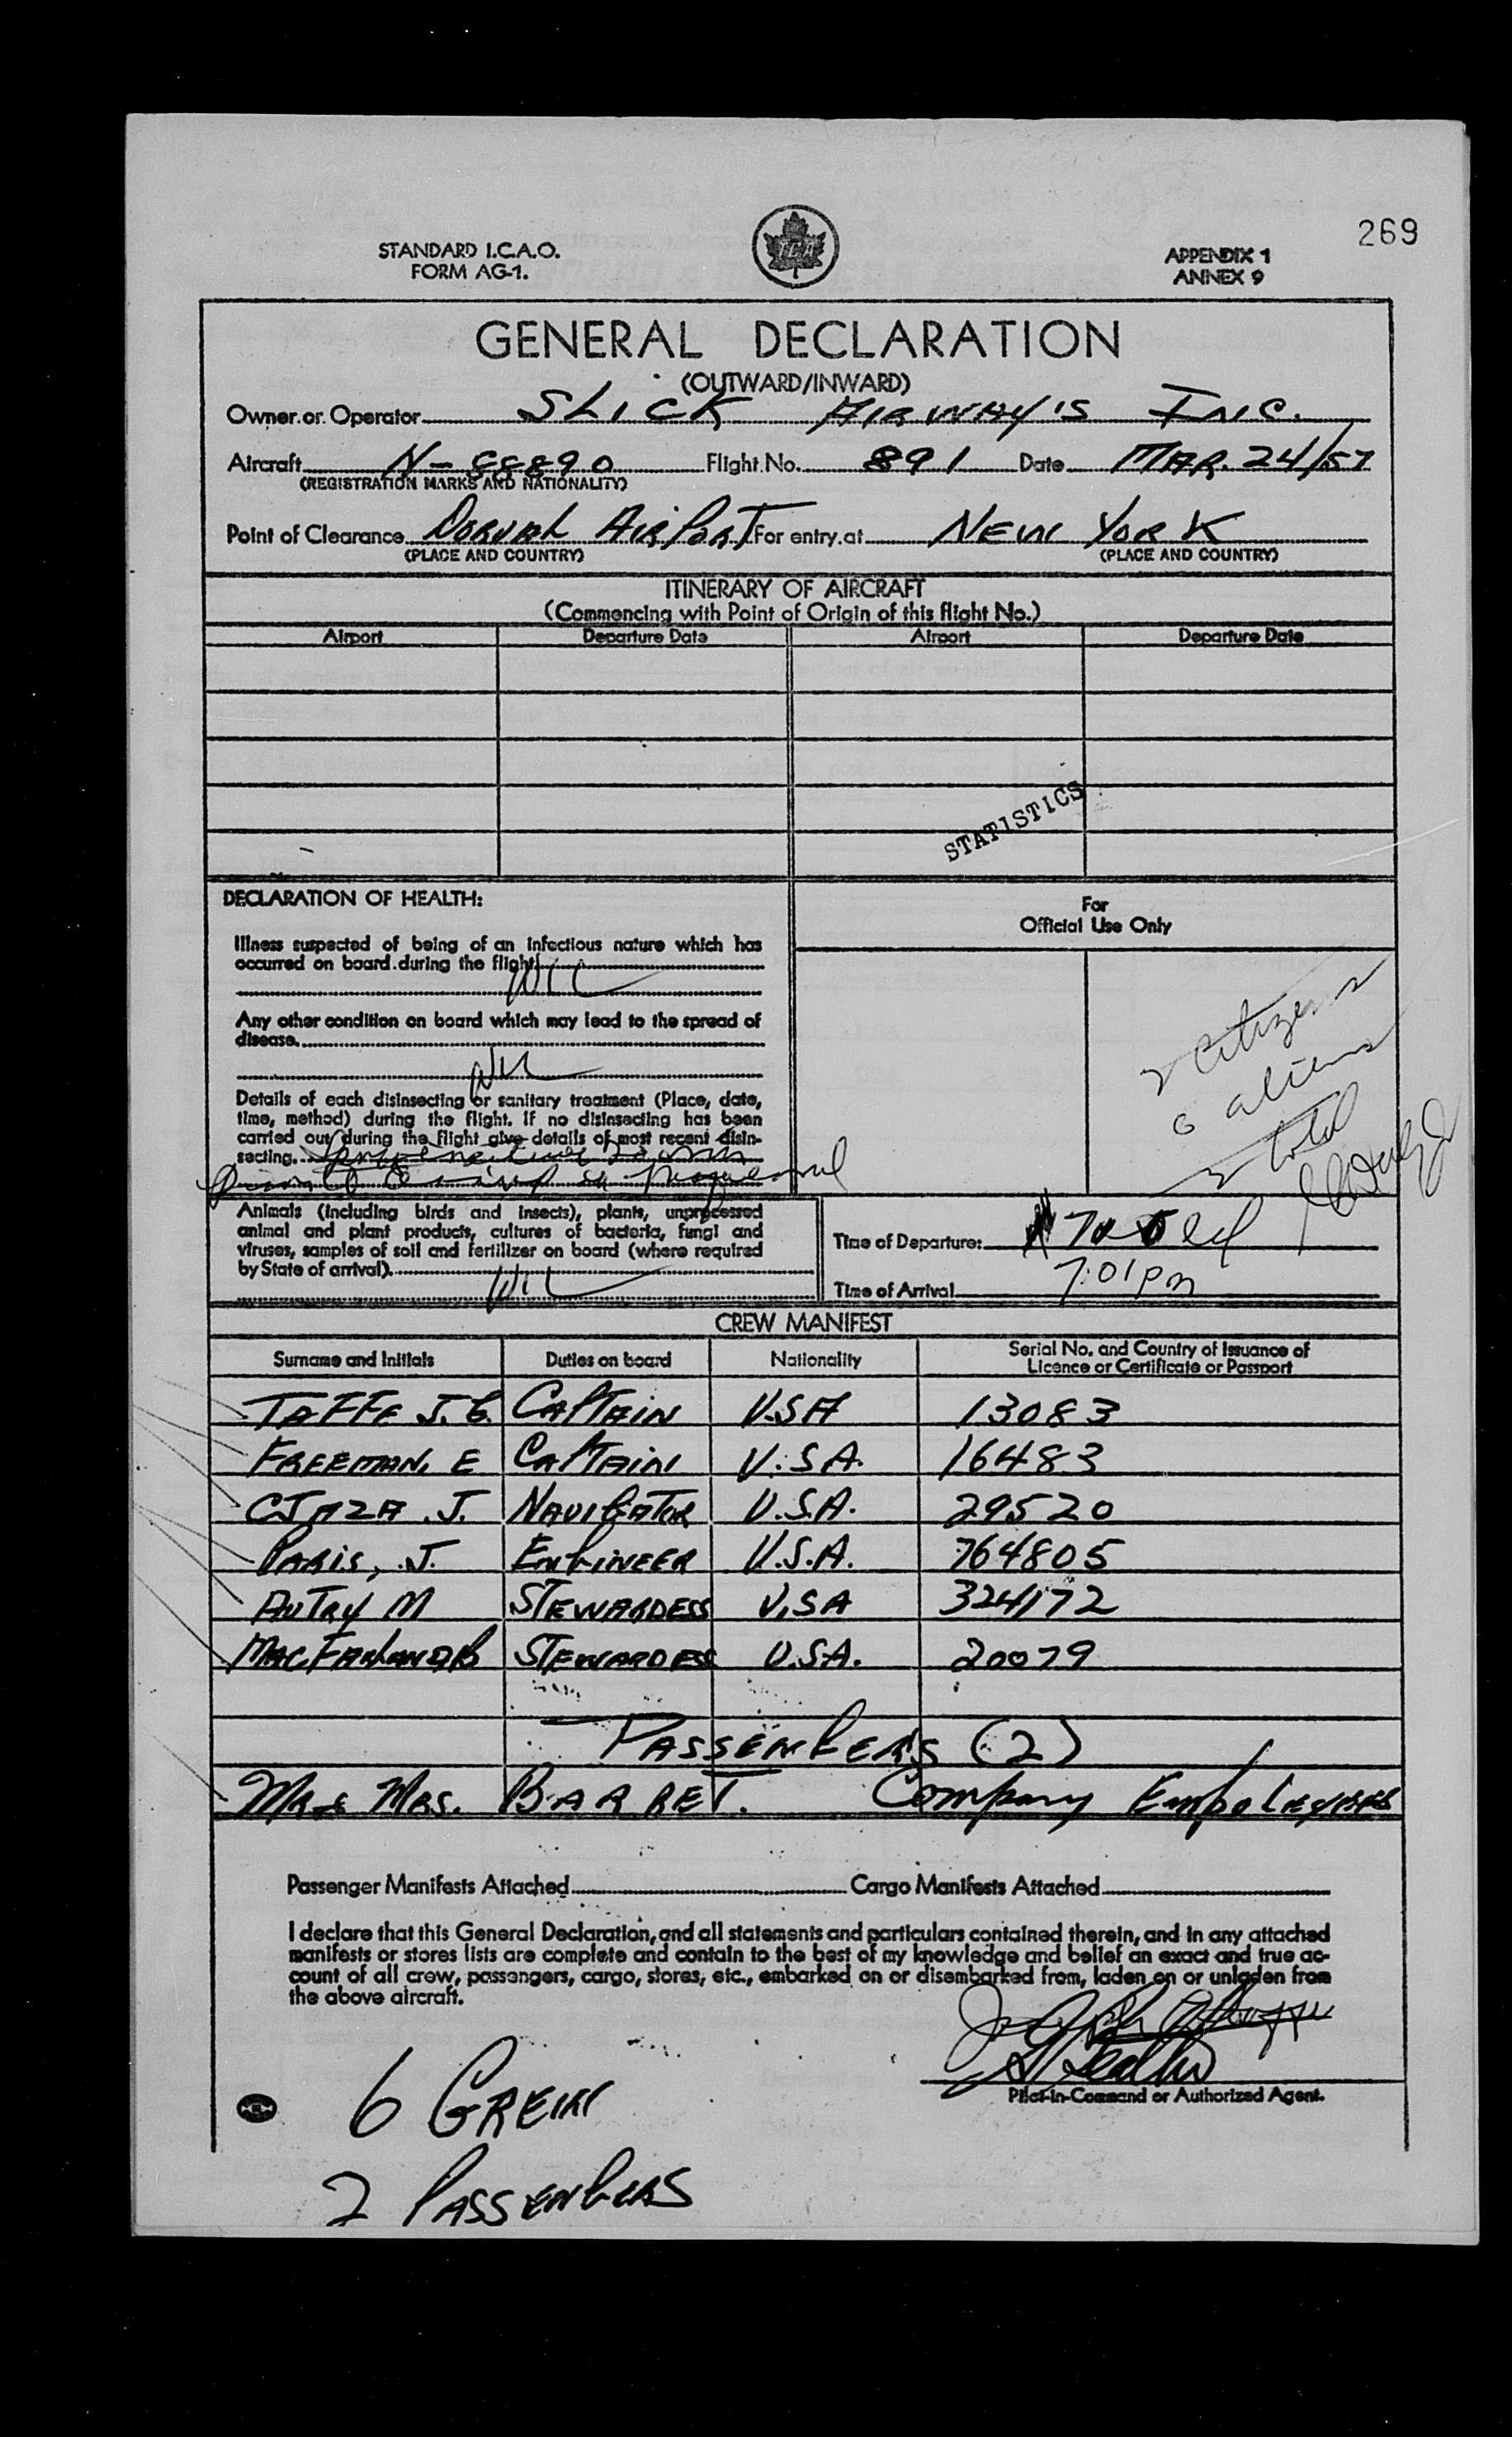 269
STANDARD I.C.A.O.
FORM AG-1.
I.C.A.
APPENDIX 1
ANNEX 9
GENERAL DECLARATION
(OUTWARD/INWARD)
Owner or Operator SLICK AIRWAY'S INC.
Aircraft N-88890 Flight No. 891 Date MAR. 24/57
(REGISTRATION MARKS AND NATIONALITY)
Point of Clearance DORVAL AIRPORT For entry at NEW YORK
(PLACE AND COUNTRY) (PLACE AND COUNTRY)
ITINERARY OF AIRCRAFT
(Commencing with Point of Origin of this flight No.)
Airport Departure Date Airport Departure Date
STATISTICS
DECLARATION OF HEALTH:
For
Official Use Only
Illness suspected of being of an infectious nature which has
occurred on board during the flight
NIL
Any other condition on board which may lead to the spread of
disease.
NIL
Details of each disinsecting or sanitary treatment (Place, date,
time, method) during the flight. If no disinsecting has been
carried out during the flight give details of most recent disin-
secting.
2 citizens
0 aliens
2 total
Animals (including birds and insects), plants, unprocessed
animal and plant products, cultures of bacteria, fungi and
viruses, samples of soil and fertilizer on board (where required
by State of arrival).
NIL
Time of Departure:
Time of Arrival 7:01pm
CREW MANIFEST
Surname and Initials Duties on board Nationality Serial No. and Country of Issuance of
Licence or Certificate or Passport
TAFFE J.E. CAPTAIN U.S.A 13083
FREEMAN, E CAPTAIN U.S.A. 16483
CJAZA . J. NAVIGATOR U.S.A. 29520
PARIS, J. ENGINEER U.S.A. 764805
AUTRY M STEWARDESS U.S.A 324172
MACFARLAND B STEWARDESS U.S.A. 20079
PASSENGERS (2)
MR & MRS. BARRET. Company
Passenger Manifests Attached Cargo Manifests Attached
I declare that this General Declaration, and all statements and particulars contained therein, and in any attached
manifests or stores lists are complete and contain to the best of my knowledge and belief an exact and true ac-
count of all crew, passengers, cargo, stores, etc., embarked on or disembarked from, laden on or unladen from
the above aircraft.
Pilot-in-Command or Authorized Agent.
6 CREW
2 PASSENGERS